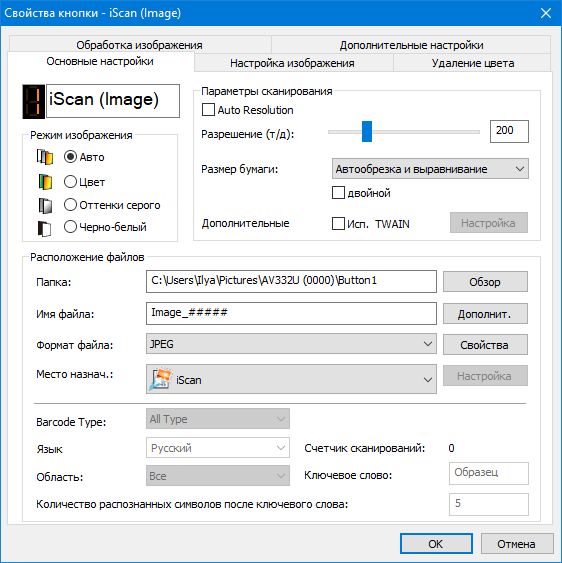 Свойства кнопки - iScan (Image)
Обработка изображения Дополнительные настройки
Основные настройки Настройка изображения Удаление цвета
1 iScan (Image)
Режим изображения
Авто
Цвет
Оттенки серого
Черно-белый
Параметры сканирования
Auto Resolution
Разрешение (т/д): 200
Размер бумаги: Автообрезка и выравнивание
двойной
Дополнительные Исп. TWAIN Настройка
Расположение файлов
Папка: C:\Users\Ilya\Pictures\AV332U (0000)\Button1 Обзор
Имя файла: Image_##### Дополнит.
Формат файла: JPEG Свойства
Место назнач.: iScan Настройка
Barcode Type: All Type
Язык Русский Счетчик сканирований: 0
Область: Все Ключевое слово: Образец
Количество распознанных символов после ключевого слова: 5
OK Отмена